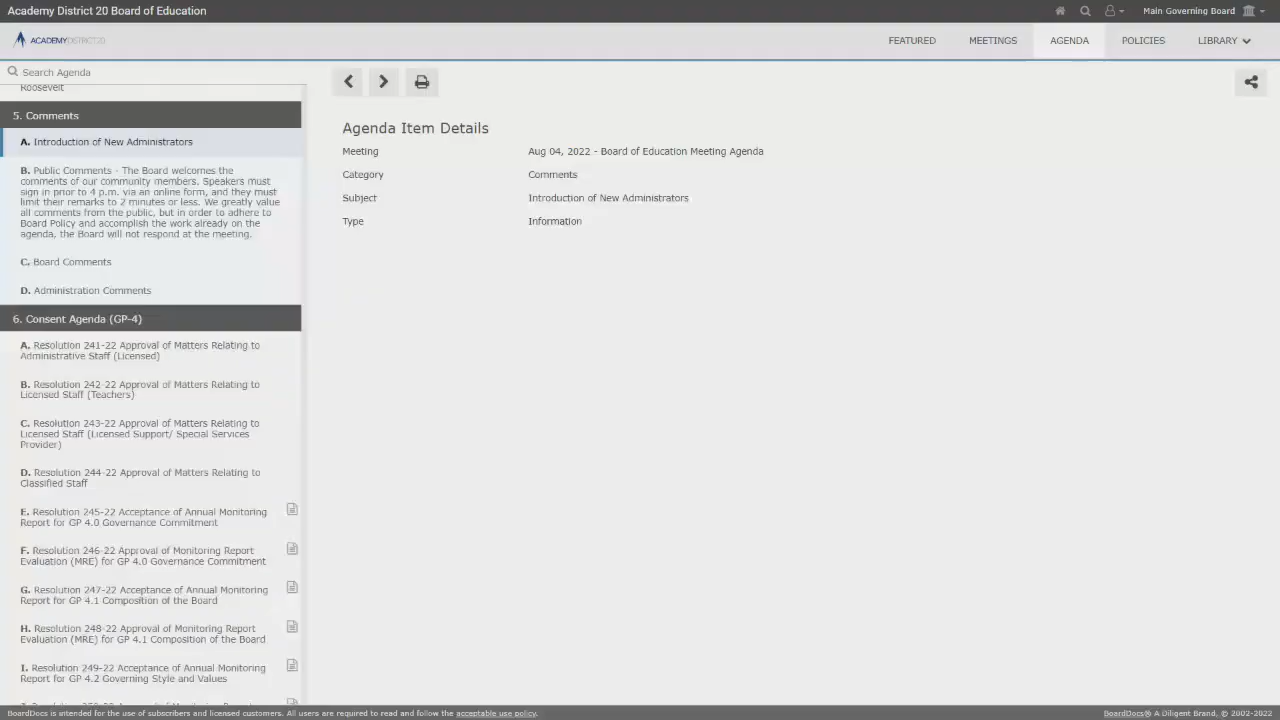 Academy District 20 Board of Education
Main Governing Board
ACADEMYDISTRICT20
FEATURED
MEETINGS
AGENDA
POLICIES
LIBRARY
Search Agenda
Roosevelt
5. Comments
A. Introduction of New Administrators
B. Public Comments - The Board welcomes the
comments of our community members. Speakers must
sign in prior to 4 p.m. via an online form, and they must
limit their remarks to 2 minutes or less. We greatly value
all comments from the public, but in order to adhere to
Board Policy and accomplish the work already on the
agenda, the Board will not respond at the meeting.
C. Board Comments
D. Administration Comments
6. Consent Agenda (GP-4)
A. Resolution 241-22 Approval of Matters Relating to
Administrative Staff (Licensed)
B. Resolution 242-22 Approval of Matters Relating to
Licensed Staff (Teachers)
C. Resolution 243-22 Approval of Matters Relating to
Licensed Staff (Licensed Support/ Special Services
Provider)
D. Resolution 244-22 Approval of Matters Relating to
Classified Staff
E. Resolution 245-22 Acceptance of Annual Monitoring
Report for GP 4.0 Governance Commitment
F. Resolution 246-22 Approval of Monitoring Report
Evaluation (MRE) for GP 4.0 Governance Commitment
G. Resolution 247-22 Acceptance of Annual Monitoring
Report for GP 4.1 Composition of the Board
H. Resolution 248-22 Approval of Monitoring Report
Evaluation (MRE) for GP 4.1 Composition of the Board
I. Resolution 249-22 Acceptance of Annual Monitoring
Report for GP 4.2 Governing Style and Values
Agenda Item Details
Meeting Aug 04, 2022 - Board of Education Meeting Agenda
Category Comments
Subject Introduction of New Administrators
Type Information
BoardDocs is intended for the use of subscribers and licensed customers. All users are required to read and follow the acceptable use policy.
BoardDocs® A Diligent Brand, © 2002-2022